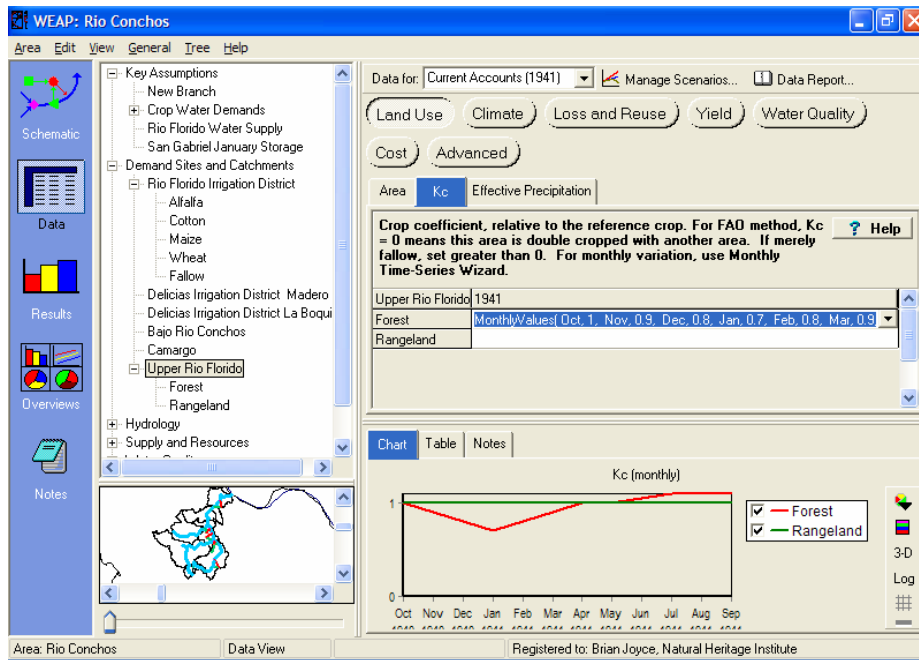 WEAP: Rio Conchos
Area Edit View General Tree Help
Schematic
Data
Results
Overviews
Notes
Key Assumptions
New Branch
Crop Water Demands
Rio Florido Water Supply
San Gabriel January Storage
Demand Sites and Catchments
Rio Florido Irrigation District
Alfalfa
Cotton
Maize
Wheat
Fallow
Delicias Irrigation District Madero
Delicias Irrigation District La Boqui
Bajo Rio Conchos
Camargo
Upper Rio Florido
Forest
Rangeland
Hydrology
Supply and Resources
Data for: Current Accounts (1941) Manage Scenarios... Data Report...
Land Use Climate Loss and Reuse Yield Water Quality
Cost Advanced
Area Kc Effective Precipitation
Crop coefficient, relative to the reference crop. For FAO method, Kc
= 0 means this area is double cropped with another area. If merely
fallow, set greater than 0. For monthly variation, use Monthly
Time-Series Wizard.
? Help
Upper Rio Florido 1941
Forest MonthlyValues( Oct, 1, Nov, 0.9, Dec, 0.8, Jan, 0.7, Feb, 0.8, Mar, 0.9
Rangeland
Chart Table Notes
Kc (monthly)
1
0
Oct Nov Dec Jan Feb Mar Apr May Jun Jul Aug Sep
Forest
Rangeland
3-D
Log
Area: Rio Conchos Data View Registered to: Brian Joyce, Natural Heritage Institute